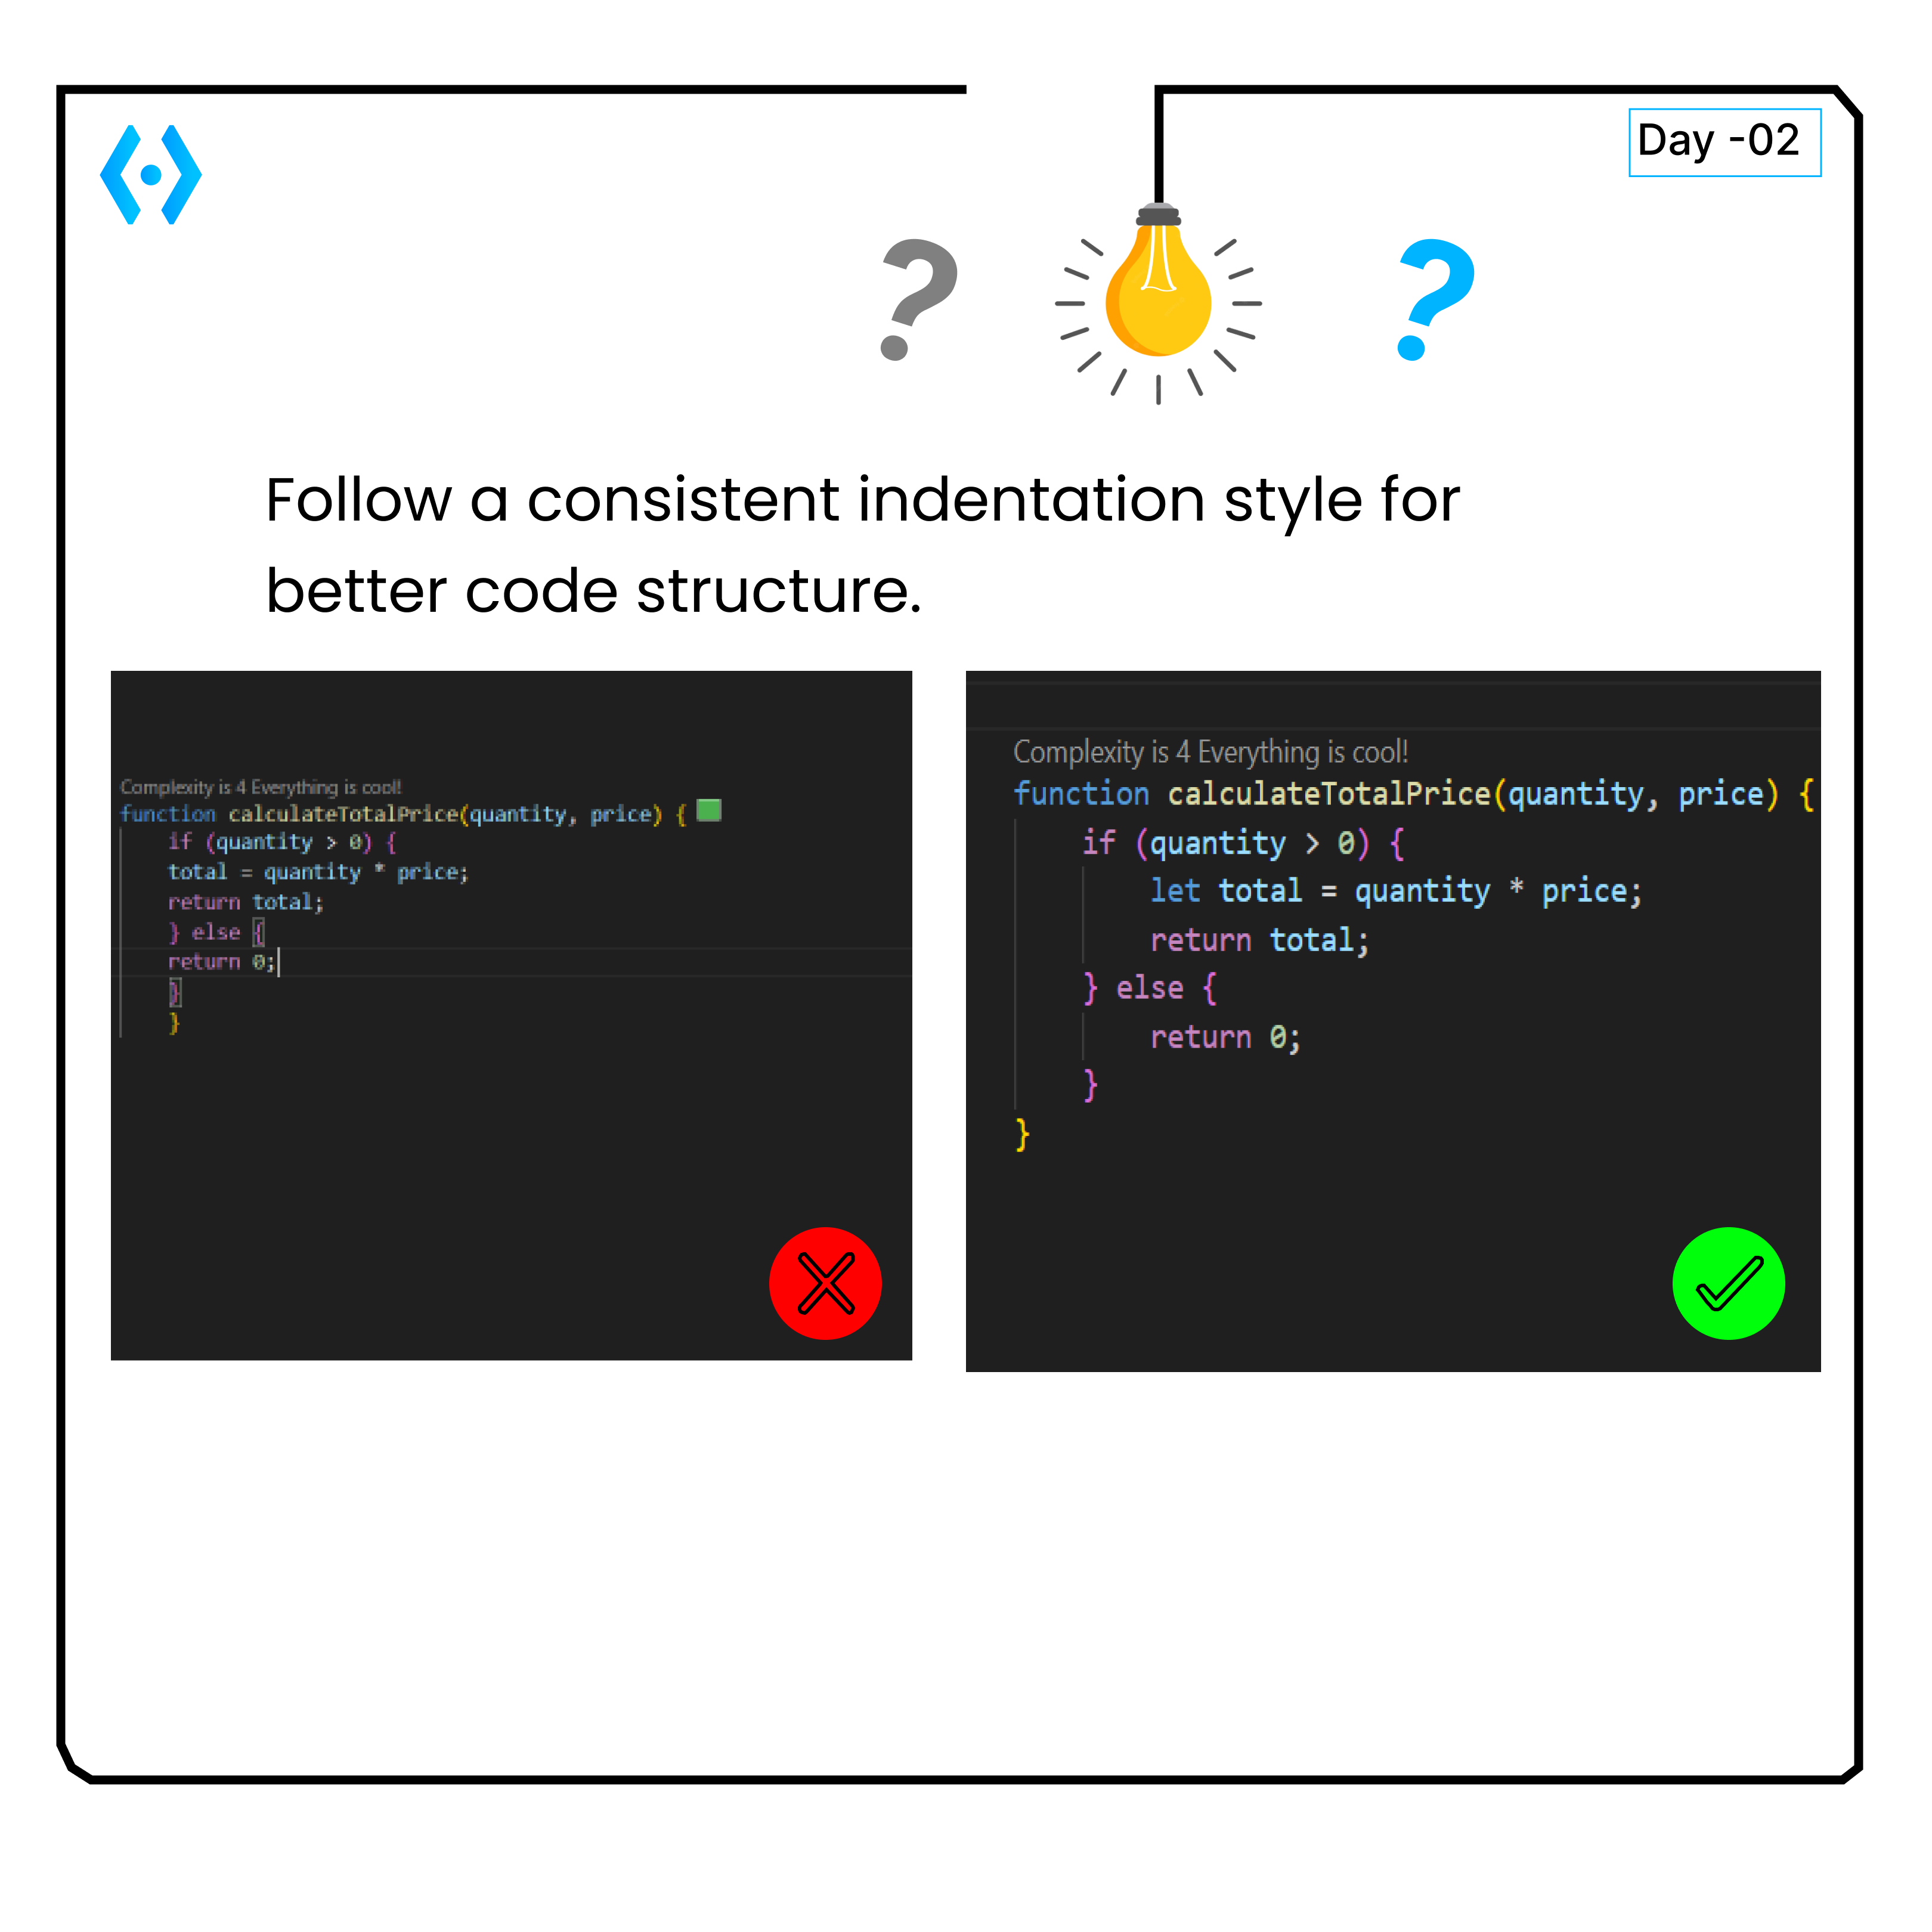 Day -02
? ?
Follow a consistent indentation style for
better code structure.
Complexity is 4 Everything is cool!
function calculateTotalPrice(quantity, price) {
if (quantity > 0) {
total = quantity * price;
return total;
} else {
return 0;
}
}
Complexity is 4 Everything is cool!
function calculateTotalPrice(quantity, price) {
if (quantity > 0) {
let total = quantity * price;
return total;
} else {
return 0;
}
}